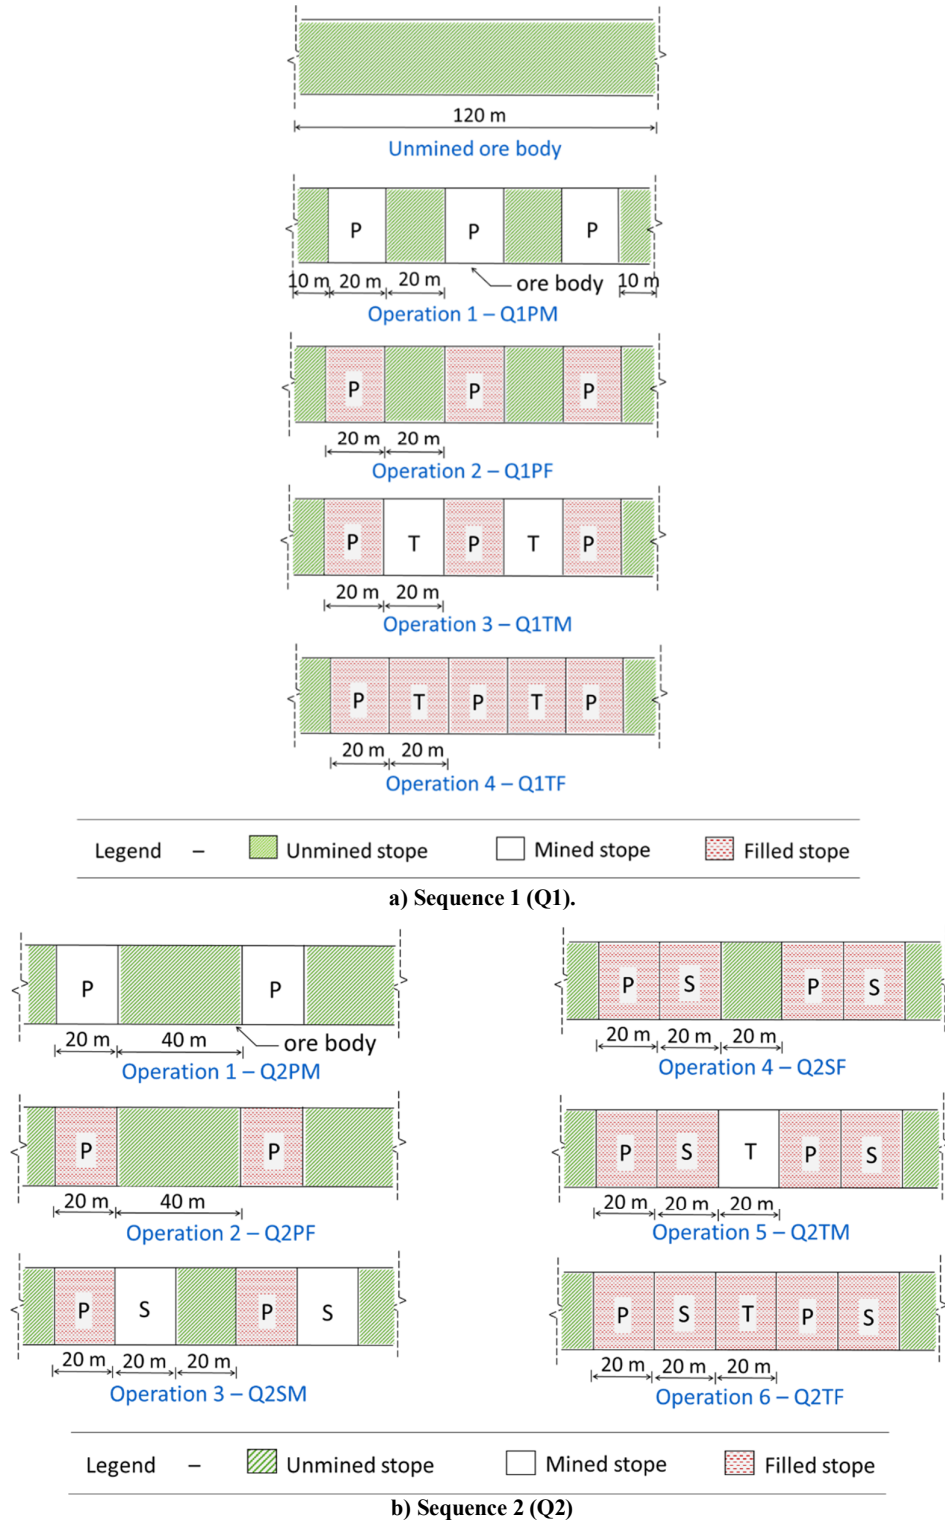 120 m
Unmined ore body
P P P
10 m 20 m 20 m ore body 10 m
Operation 1 – Q1PM
P P P
20 m 20 m
Operation 2 – Q1PF
P T P T P
20 m 20 m
Operation 3 – Q1TM
P T P T P
20 m 20 m
Operation 4 – Q1TF
Legend – Unmined stope Mined stope Filled stope
a) Sequence 1 (Q1).
P P
20 m 40 m ore body
Operation 1 – Q2PM
P P
20 m 40 m
Operation 2 – Q2PF
P S P S
20 m 20 m 20 m
Operation 3 – Q2SM
P S P S
20 m 20 m 20 m
Operation 4 – Q2SF
P S T P S
20 m 20 m 20 m
Operation 5 – Q2TM
P S T P S
20 m 20 m 20 m
Operation 6 – Q2TF
Legend – Unmined stope Mined stope Filled stope
b) Sequence 2 (Q2)